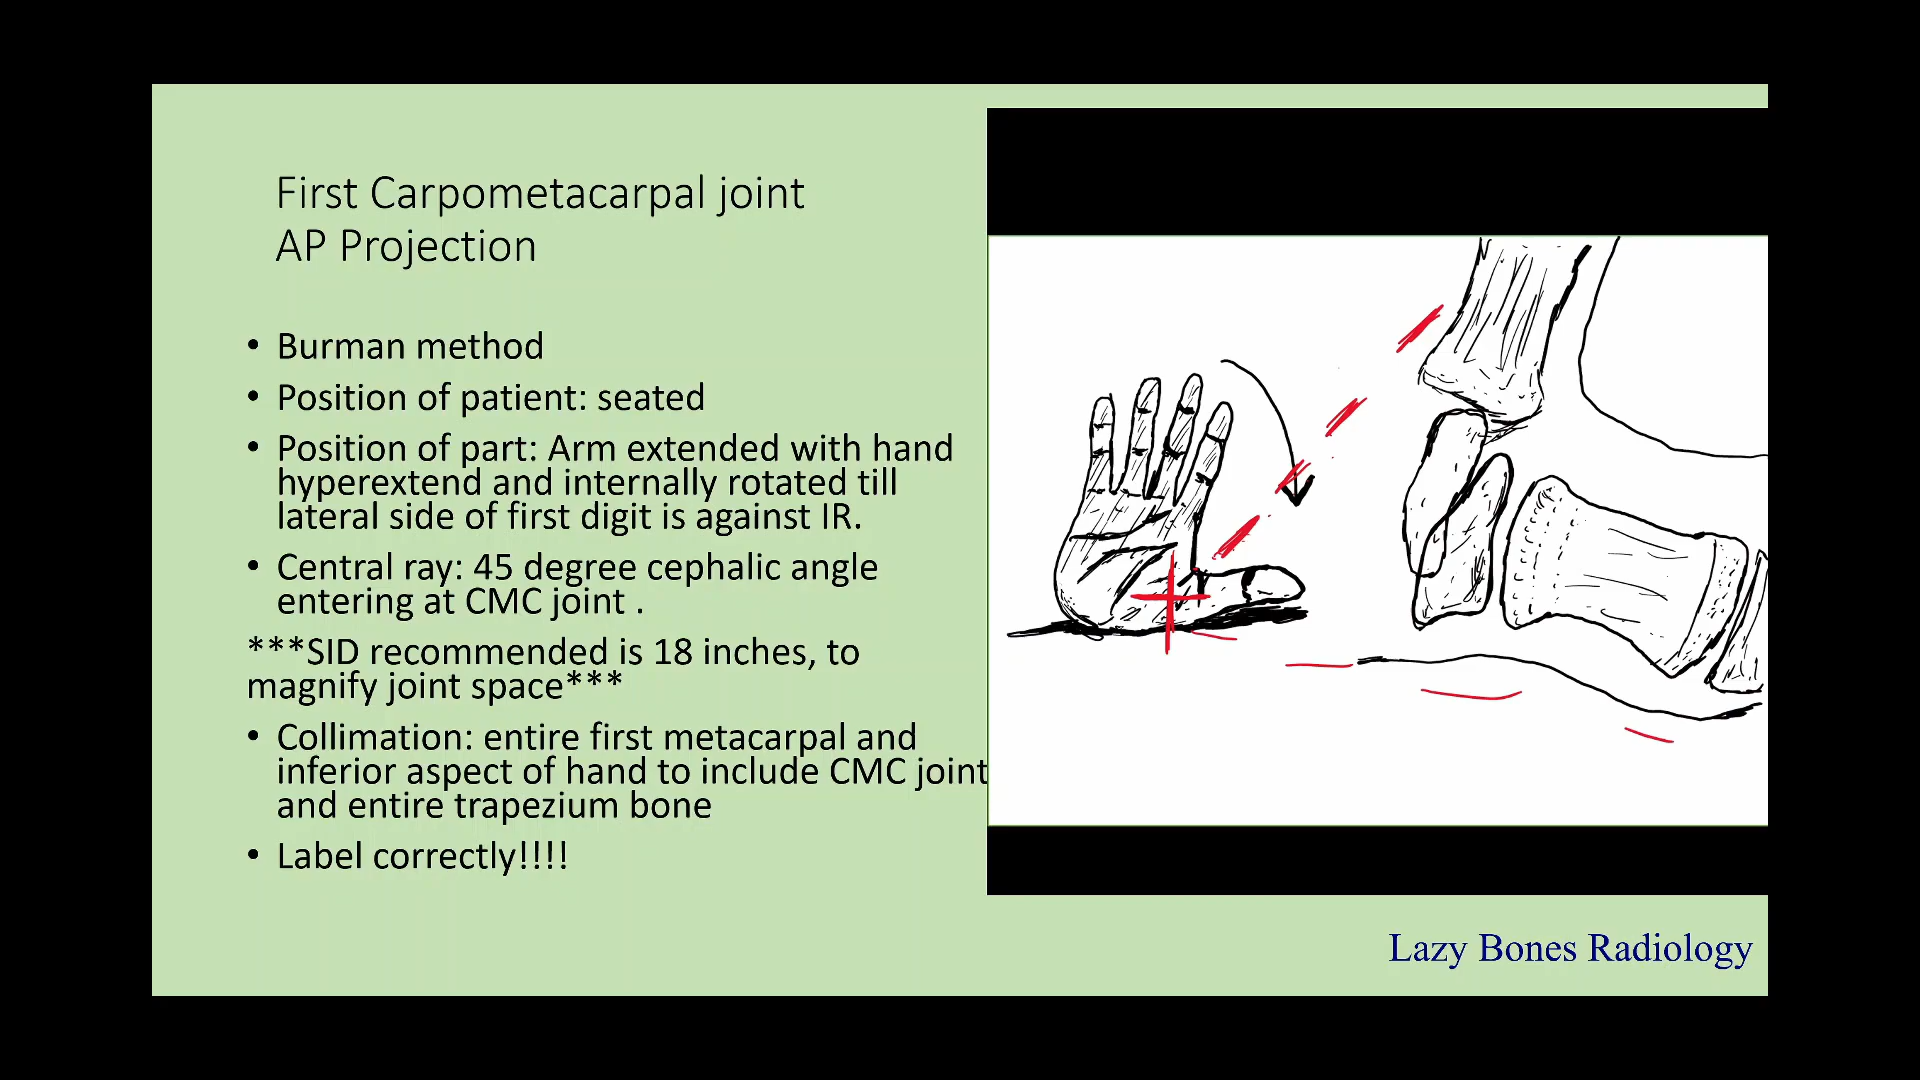 First Carpometacarpal joint
AP Projection
• Burman method
• Position of patient: seated
• Position of part: Arm extended with hand
hyperextend and internally rotated till
lateral side of first digit is against IR.
• Central ray: 45 degree cephalic angle
entering at CMC joint .
***SID recommended is 18 inches, to
magnify joint space***
• Collimation: entire first metacarpal and
inferior aspect of hand to include CMC joint
and entire trapezium bone
• Label correctly!!!!
Lazy Bones Radiology